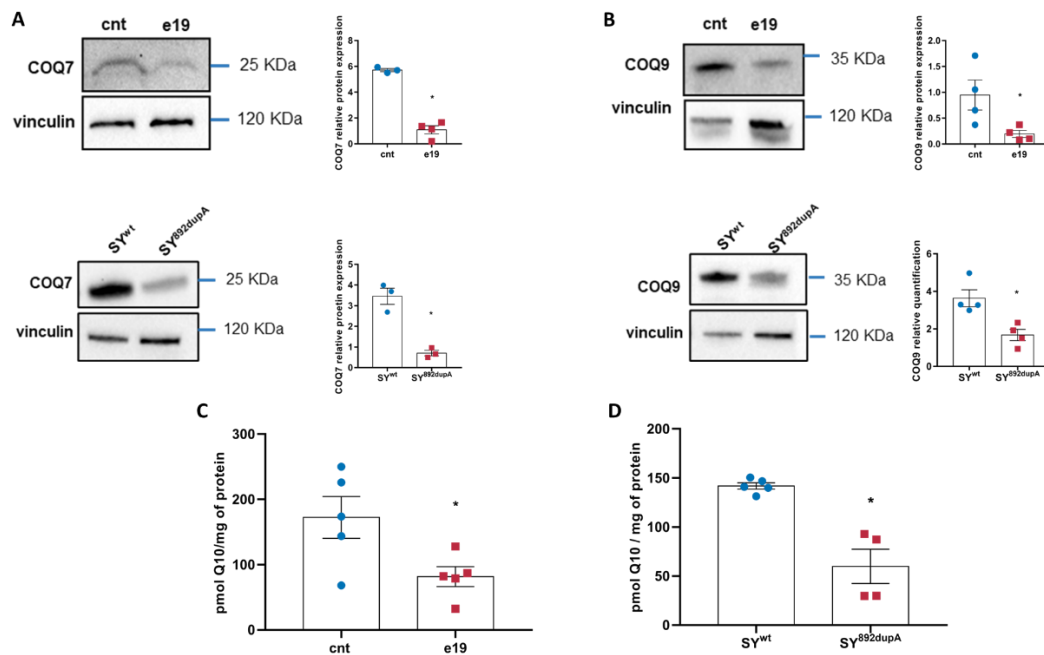 A
cnt e19
COQ7
25 KDa
vinculin
120 KDa
COQ7 relative protein expression
8
6
4
2
0
*
cnt e19
B
cnt e19
COQ9
35 KDa
vinculin
120 KDa
COQ9 relative protein expression
2.0
1.5
1.0
0.5
0.0
*
cnt e19
SYwt SY892dupA
COQ7
25 KDa
vinculin
120 KDa
COQ7 relative proetin expression
6
4
2
0
*
SYwt SY892dupA
SYwt SY892dupA
COQ9
35 KDa
vinculin
120 KDa
COQ9 relative quantification
6
4
2
0
*
SYwt SY892dupA
C
pmol Q10/mg of protein
300
200
100
0
*
cnt e19
D
pmol Q10 / mg of protein
200
150
100
50
0
*
SYwt SY892dupA